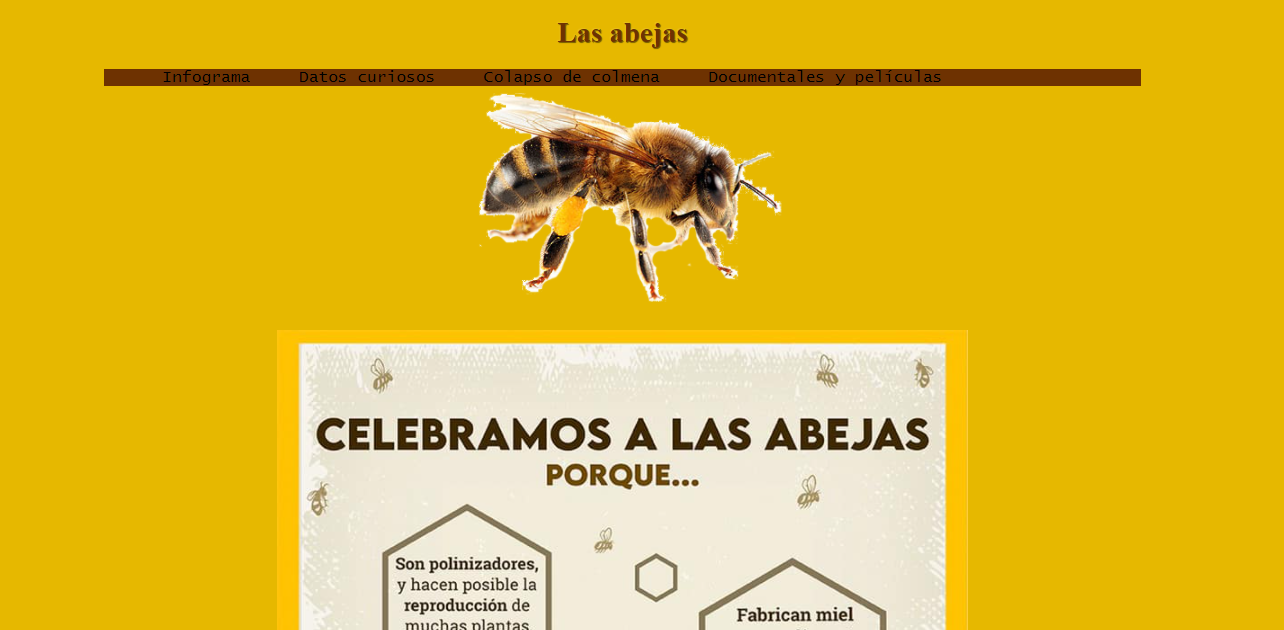 Las abejas
Infograma Datos curiosos Colapso de colmena Documentales y películas
CELEBRAMOS A LAS ABEJAS
PORQUE...
Son polinizadores,
y hacen posible la
reproducción de
muchas plantas
Fabrican miel